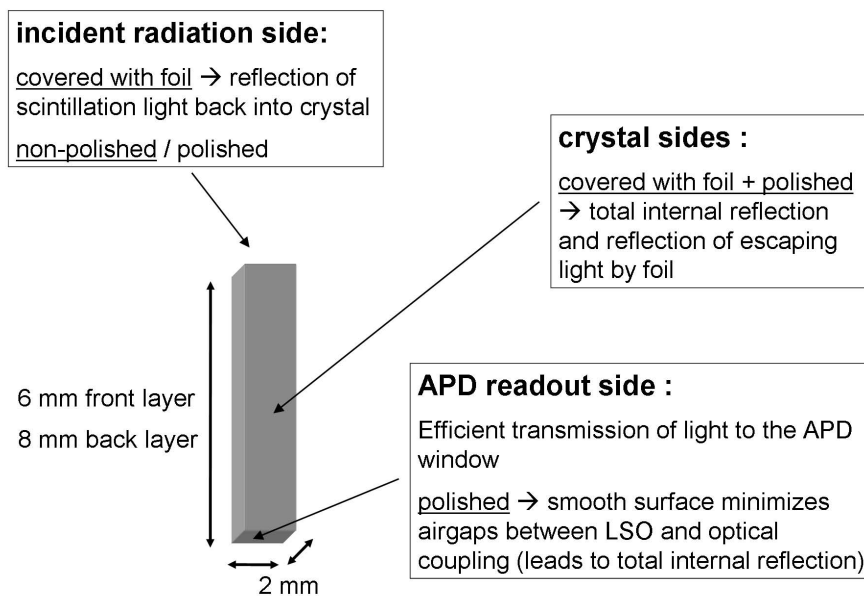 incident radiation side:
covered with foil → reflection of
scintillation light back into crystal
non-polished / polished
crystal sides :
covered with foil + polished
→ total internal reflection
and reflection of escaping
light by foil
6 mm front layer
8 mm back layer
APD readout side :
Efficient transmission of light to the APD
window
polished → smooth surface minimizes
airgaps between LSO and optical
coupling (leads to total internal reflection)
2 mm